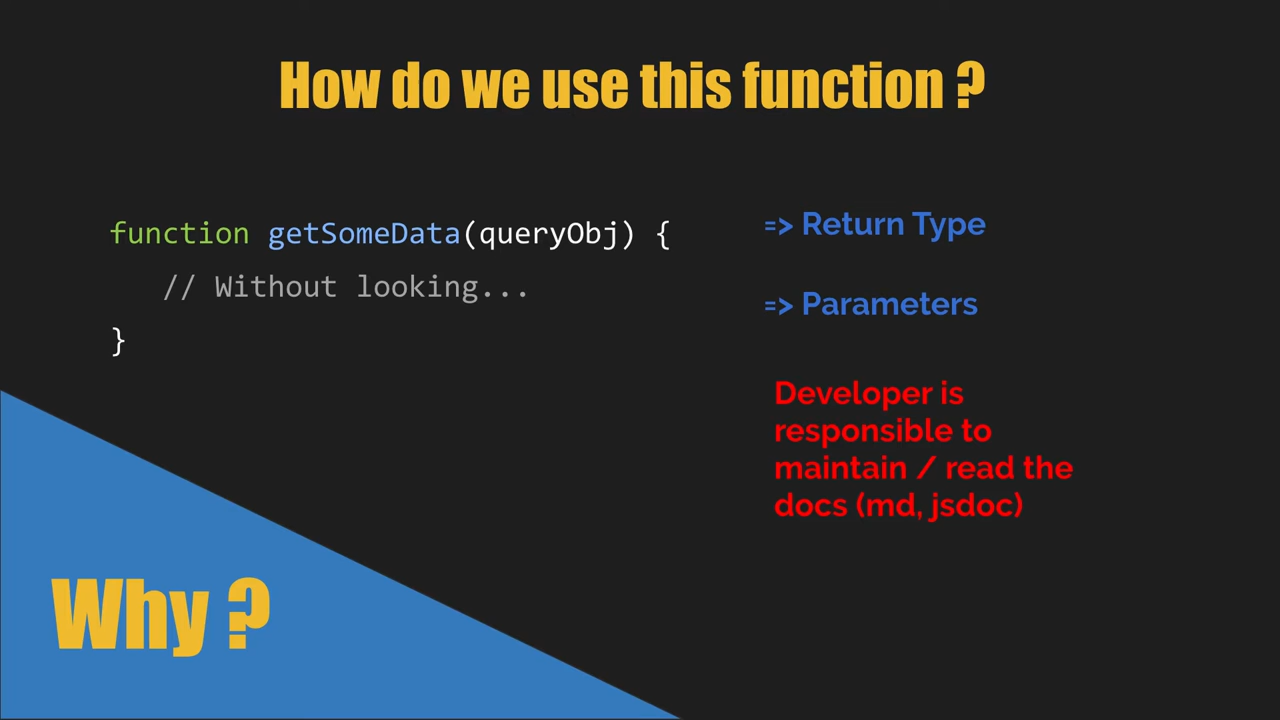 How do we use this function ?
function getSomeData(queryObj) {
// Without looking...
}
=> Return Type
=> Parameters
Developer is
responsible to
maintain / read the
docs (md, jsdoc)
Why ?